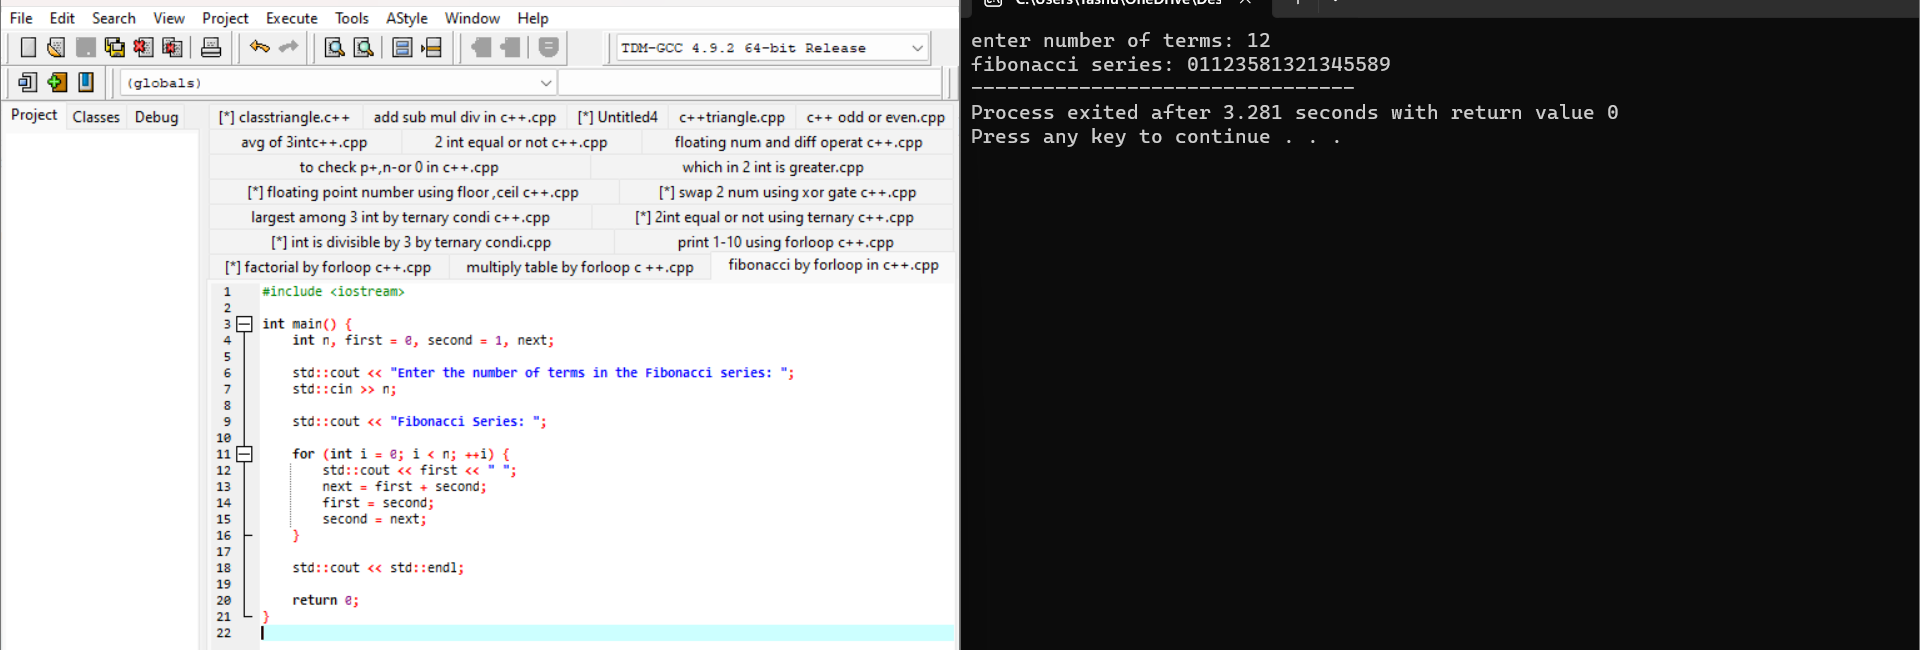 File Edit Search View Project Execute Tools AStyle Window Help
TDM-GCC 4.9.2 64-bit Release
(globals)
Project Classes Debug
[*] classtriangle.c++ add sub mul div in c++.cpp [*] Untitled4 c++triangle.cpp c++ odd or even.cpp
avg of 3intc++.cpp 2 int equal or not c++.cpp floating num and diff operat c++.cpp
to check p+,n-or 0 in c++.cpp which in 2 int is greater.cpp
[*] floating point number using floor ,ceil c++.cpp [*] swap 2 num using xor gate c++.cpp
largest among 3 int by ternary condi c++.cpp [*] 2int equal or not using ternary c++.cpp
[*] int is divisible by 3 by ternary condi.cpp print 1-10 using forloop c++.cpp
[*] factorial by forloop c++.cpp multiply table by forloop c ++.cpp fibonacci by forloop in c++.cpp
1 #include <iostream>
2
3 int main() {
4 int n, first = 0, second = 1, next;
5
6 std::cout << "Enter the number of terms in the Fibonacci series: ";
7 std::cin >> n;
8
9 std::cout << "Fibonacci Series: ";
10
11 for (int i = 0; i < n; ++i) {
12 std::cout << first << " ";
13 next = first + second;
14 first = second;
15 second = next;
16 }
17
18 std::cout << std::endl;
19
20 return 0;
21 }
22
C:\Users\Tashu\OneDrive\Des
enter number of terms: 12
fibonacci series: 01123581321345589
--------------------------------
Process exited after 3.281 seconds with return value 0
Press any key to continue . . .